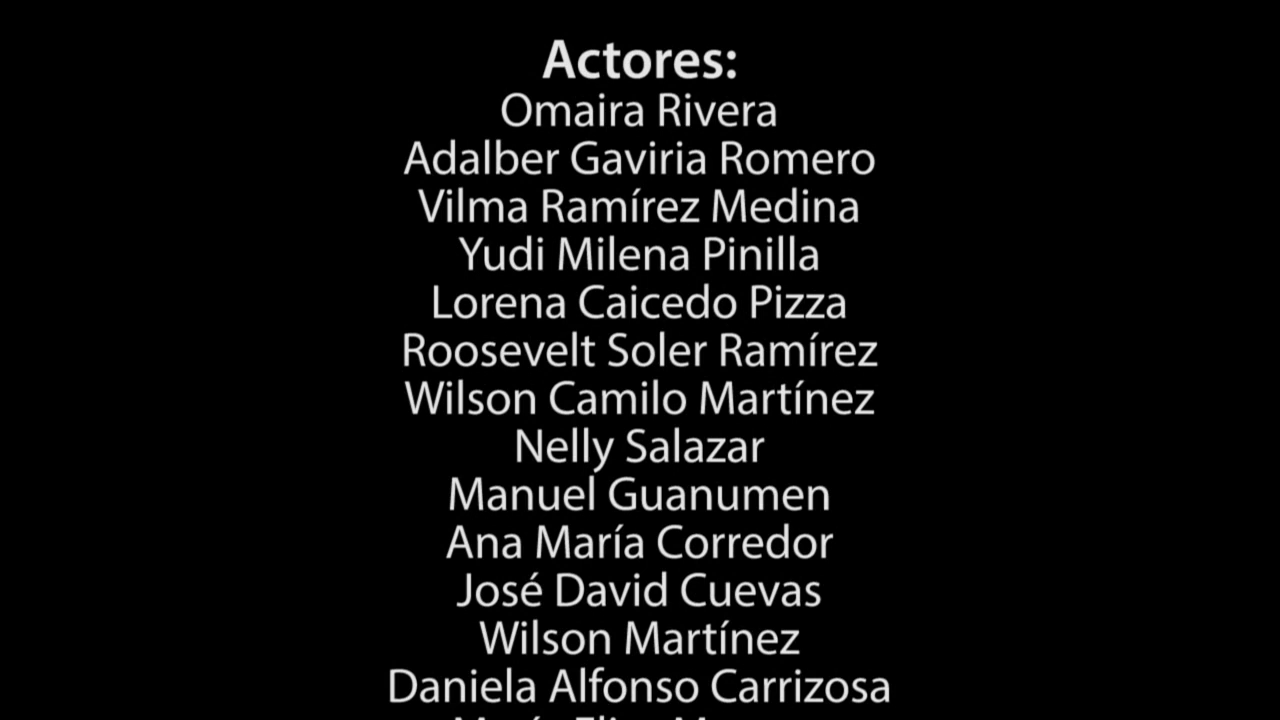 Actores:
Omaira Rivera
Adalber Gaviria Romero
Vilma Ramírez Medina
Yudi Milena Pinilla
Lorena Caicedo Pizza
Roosevelt Soler Ramírez
Wilson Camilo Martínez
Nelly Salazar
Manuel Guanumen
Ana María Corredor
José David Cuevas
Wilson Martínez
Daniela Alfonso Carrizosa